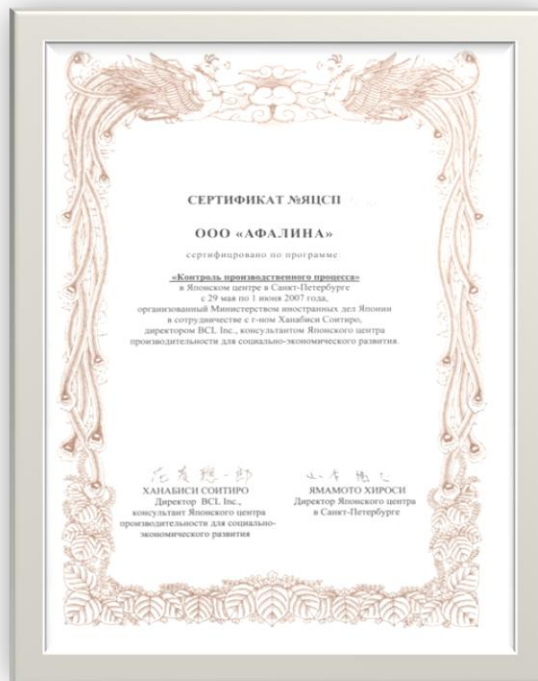 СЕРТИФИКАТ №ЯЦСП
ООО «АФАЛИНА»
сертифицировано по программе:
«Контроль производственного процесса»
в Японском центре в Санкт-Петербурге
с 29 мая по 1 июня 2007 года,
организованный Министерством иностранных дел Японии
в сотрудничестве с г-ном Ханабиси Соитиро,
директором BCL Inc., консультантом Японского центра
производительности для социально-экономического развития.
ХАНАБИСИ СОИТИРО
Директор BCL Inc.,
консультант Японского центра
производительности для социально-
экономического развития
ЯМАМОТО ХИРОСИ
Директор Японского центра
в Санкт-Петербурге